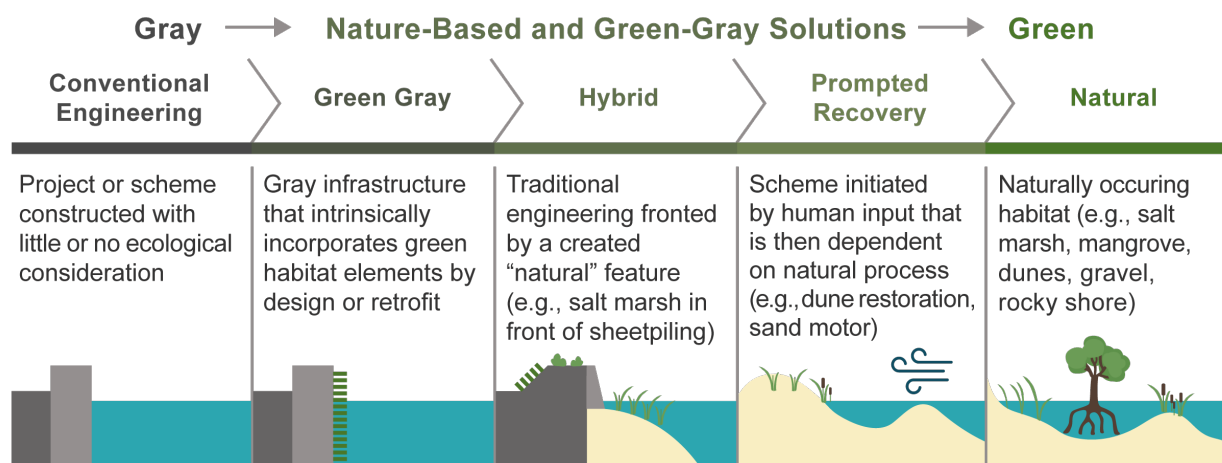 Gray → Nature-Based and Green-Gray Solutions → Green
Conventional
Engineering
Green Gray
Hybrid
Prompted
Recovery
Natural
Project or scheme
constructed with
little or no ecological
consideration
Gray infrastructure
that intrinsically
incorporates green
habitat elements by
design or retrofit
Traditional
engineering fronted
by a created
“natural” feature
(e.g., salt marsh in
front of sheetpiling)
Scheme initiated
by human input that
is then dependent
on natural process
(e.g., dune restoration,
sand motor)
Naturally occuring
habitat (e.g., salt
marsh, mangrove,
dunes, gravel,
rocky shore)